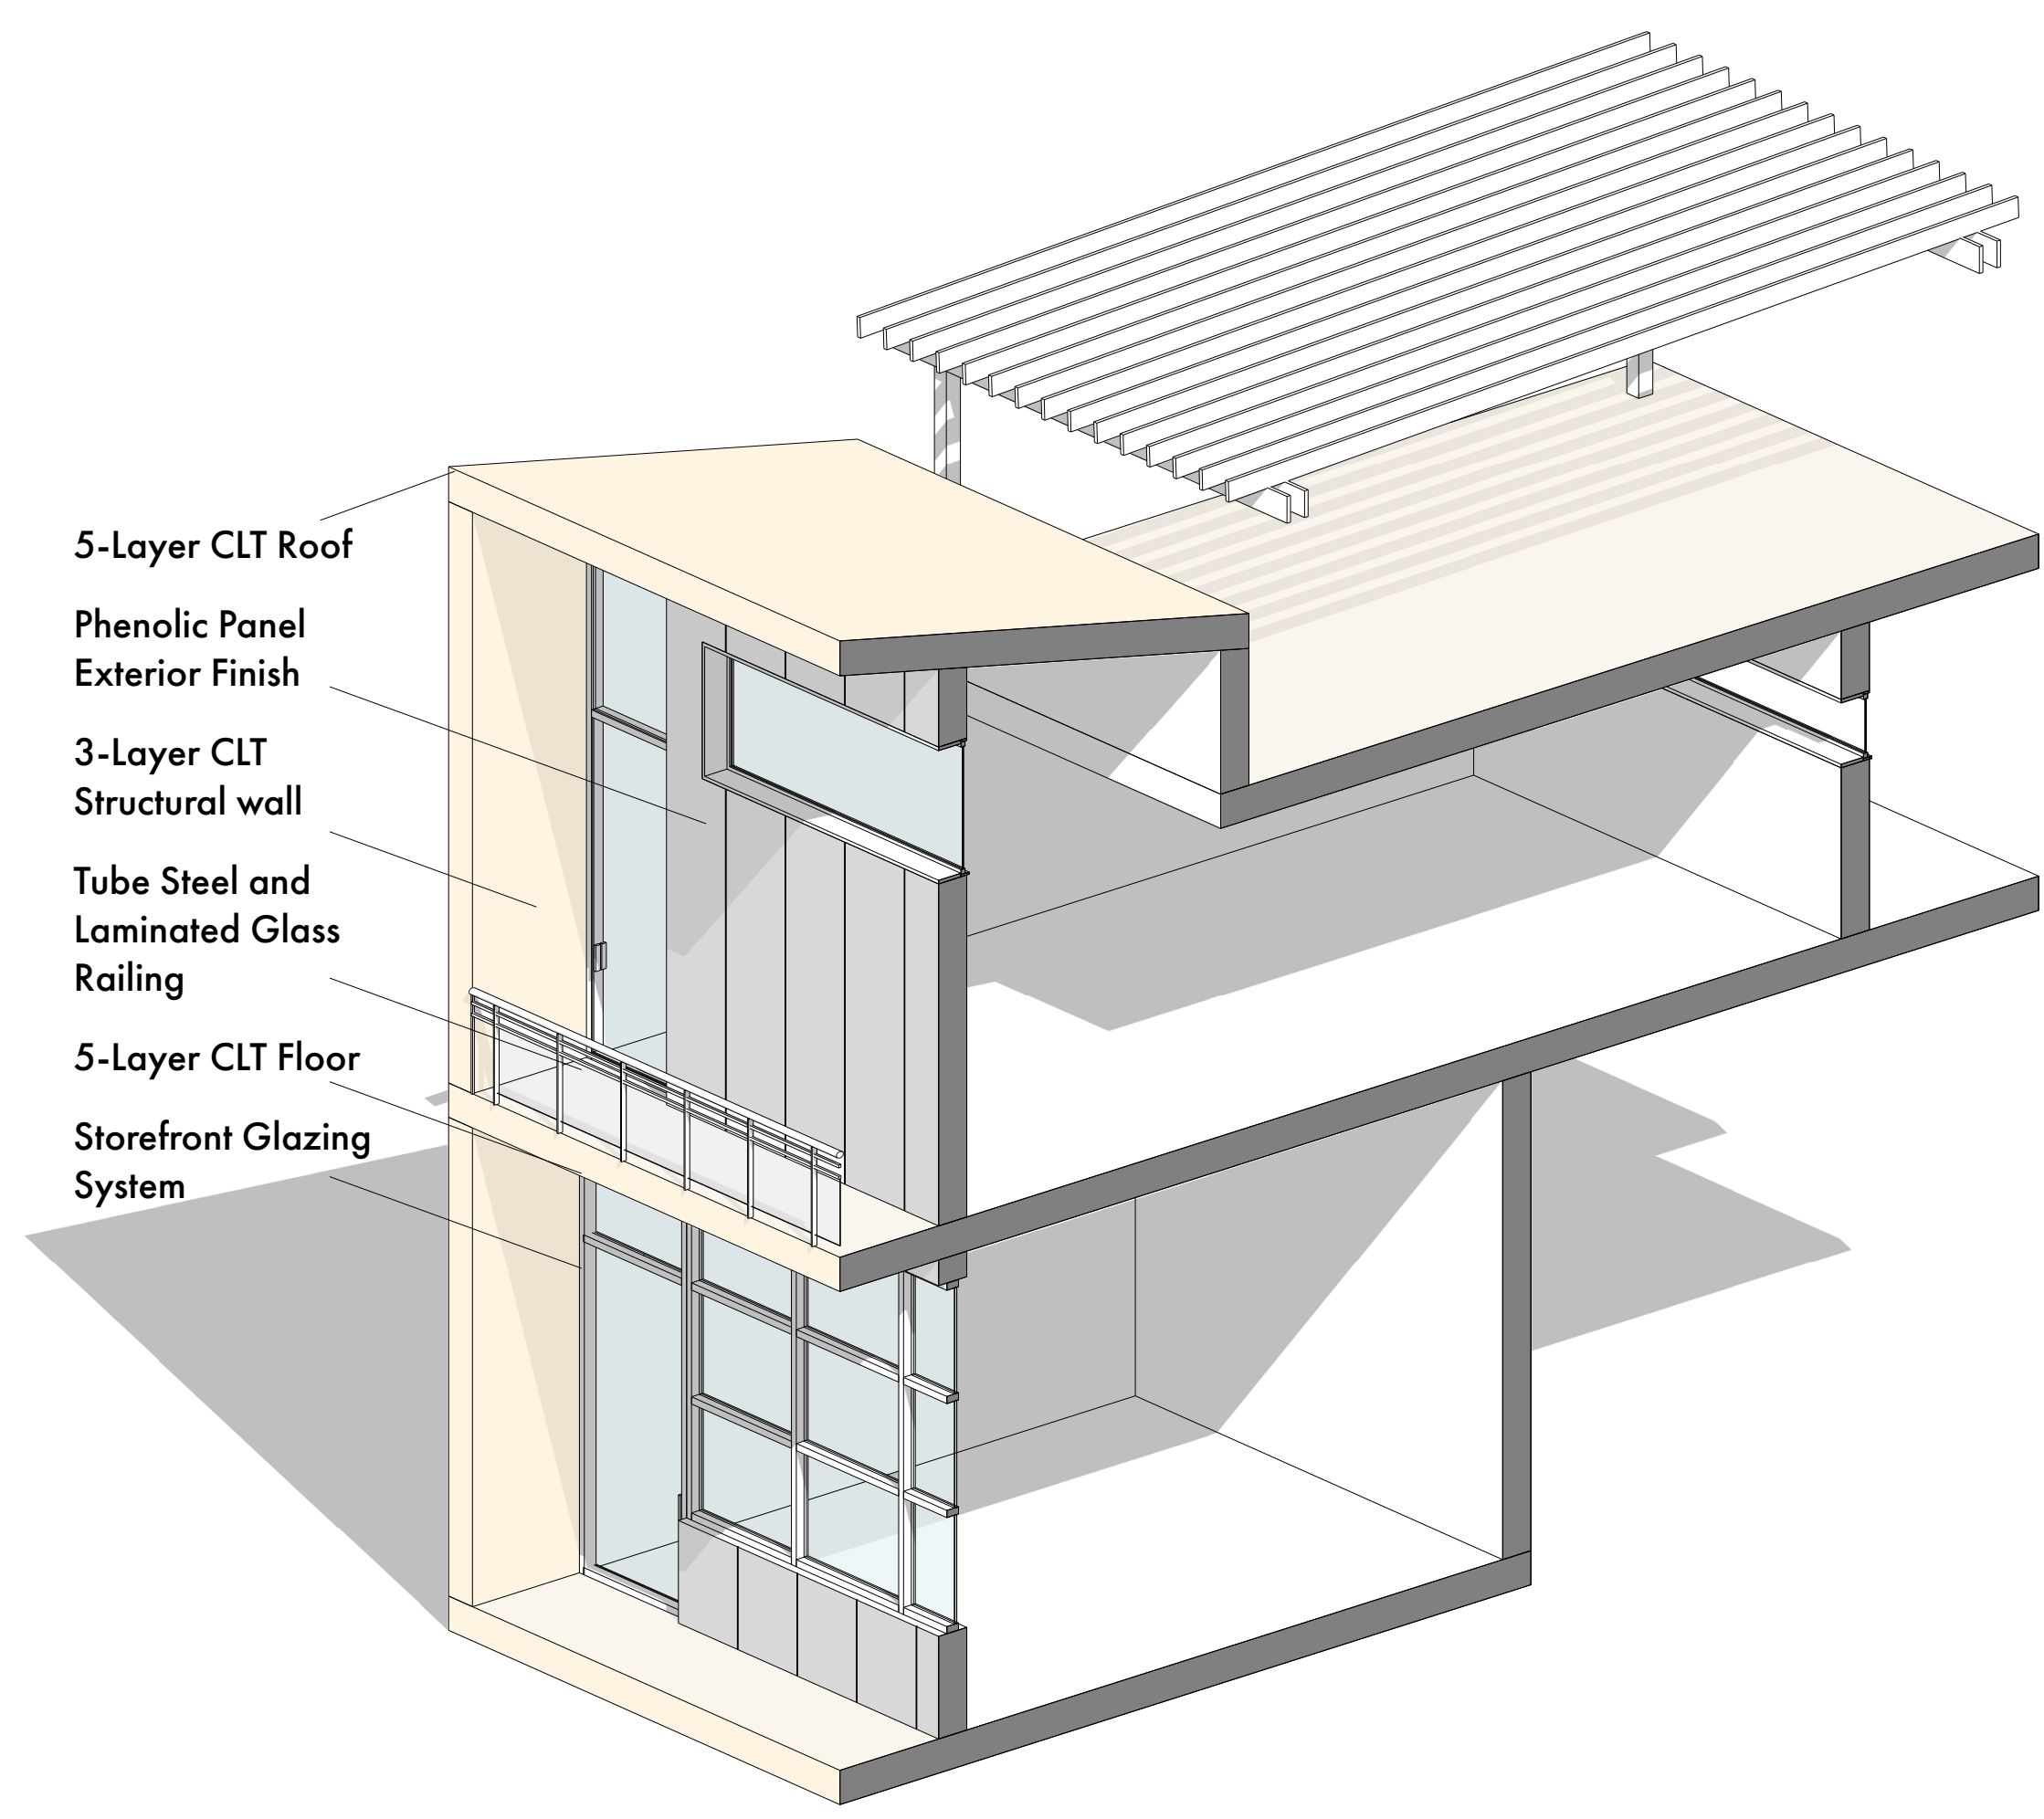 5-Layer CLT Roof
Phenolic Panel
Exterior Finish
3-Layer CLT
Structural wall
Tube Steel and
Laminated Glass
Railing
5-Layer CLT Floor
Storefront Glazing
System